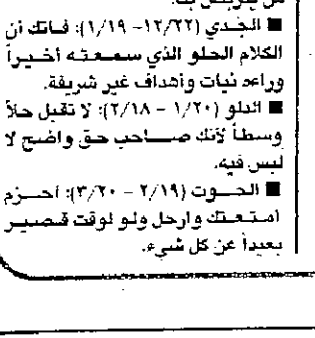 ■ الجدي (١٢/٢٢- ١/١٩): فاتك أن
الكلام الحلو الذي سمعته أخيراً
وراءه نيات وأهداف غير شريفة.
■ الدلو (١/٢٠ - ٢/١٨): لا تقبل حلاً
وسطاً لأنك صاحب حق واضح لا
لبس فيه.
■ الحوت (٢/١٩ - ٣/٢٠): احزم
امتعتك وارحل ولو لوقت قصير
بعيداً عن كل شيء.